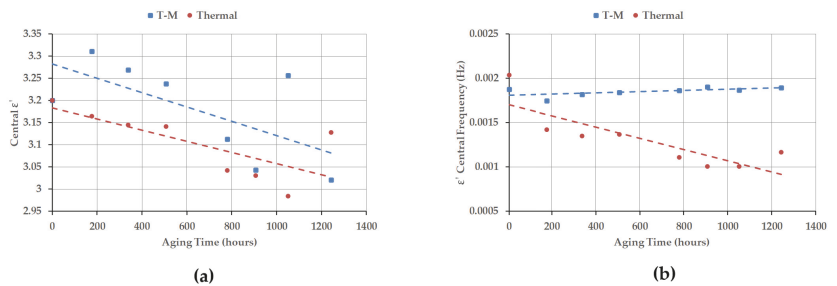 T-M Thermal
3.35
3.3
3.25
3.2
3.15
3.1
3.05
3
2.95
Central ε'
0 200 400 600 800 1000 1200 1400
Aging Time (hours)
(a)
T-M Thermal
0.0025
0.002
0.0015
0.001
0.0005
ε' Central Frequency (Hz)
0 200 400 600 800 1000 1200 1400
Aging Time (hours)
(b)